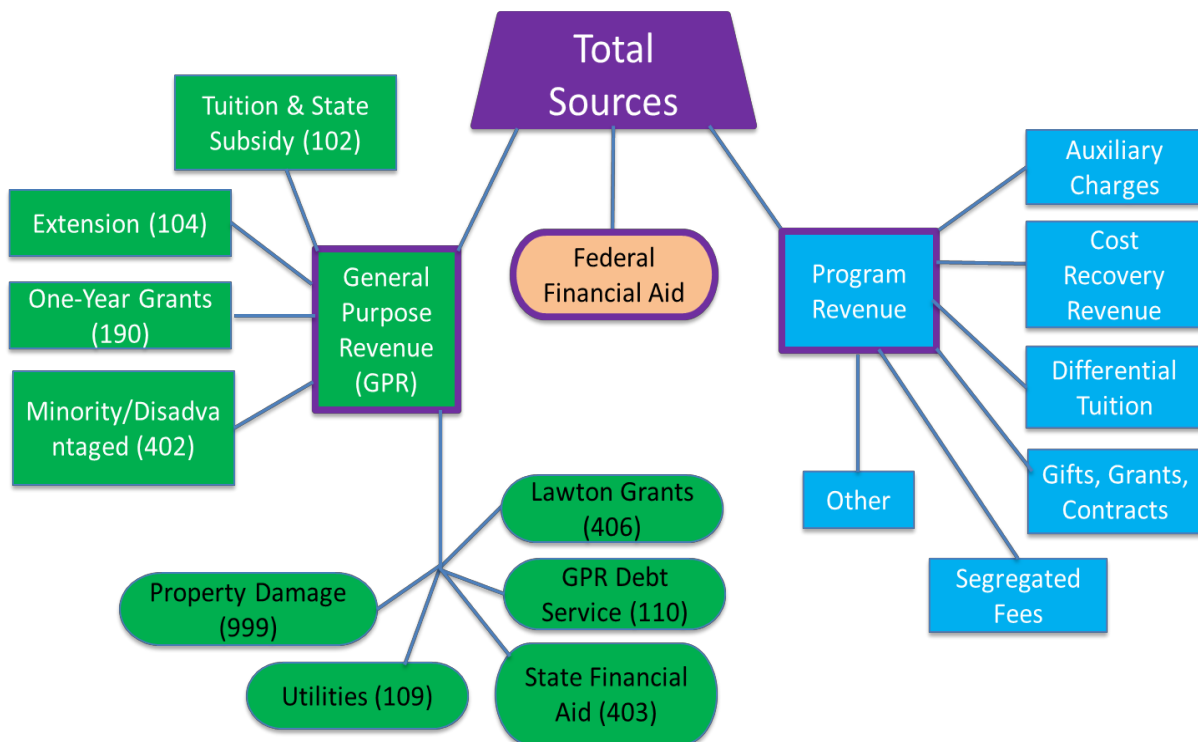 Total
Sources
Tuition & State
Subsidy (102)
Extension (104)
One-Year Grants
(190)
Minority/Disadva
ntaged (402)
General
Purpose
Revenue
(GPR)
Federal
Financial Aid
Program
Revenue
Auxiliary
Charges
Cost
Recovery
Revenue
Differential
Tuition
Gifts, Grants,
Contracts
Segregated
Fees
Other
Lawton Grants
(406)
GPR Debt
Service (110)
State Financial
Aid (403)
Utilities (109)
Property Damage
(999)